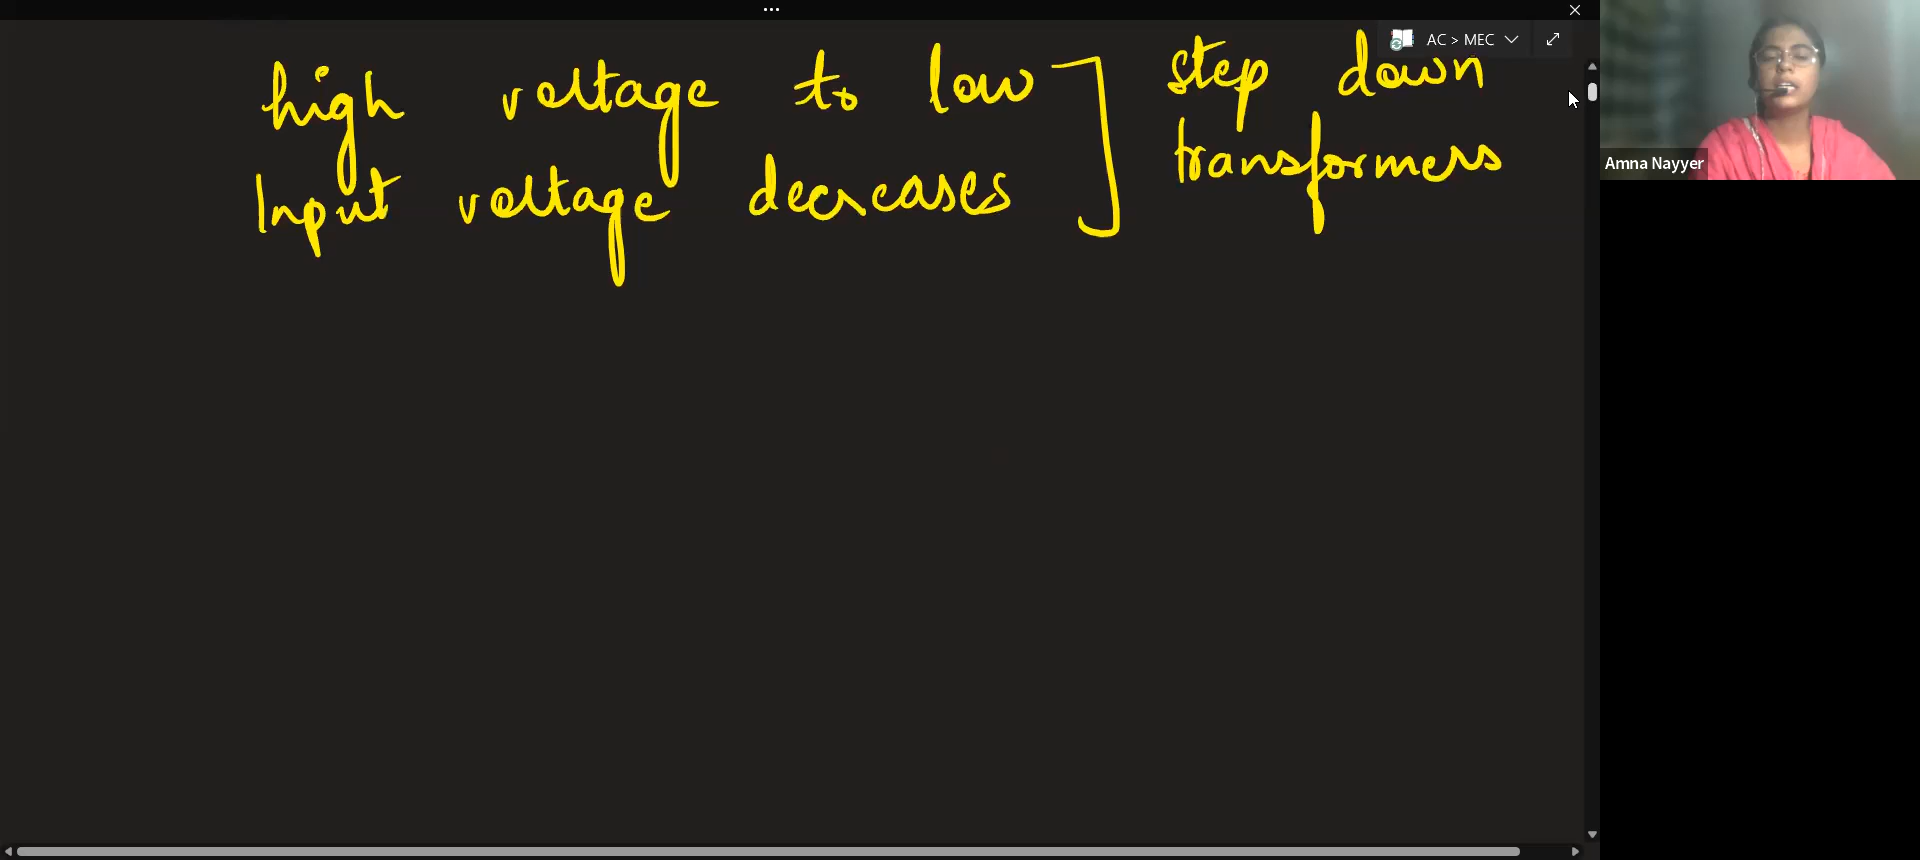 AC > MEC
high voltage to low
Input voltage decreases
step down
transformers
Amna Nayyer